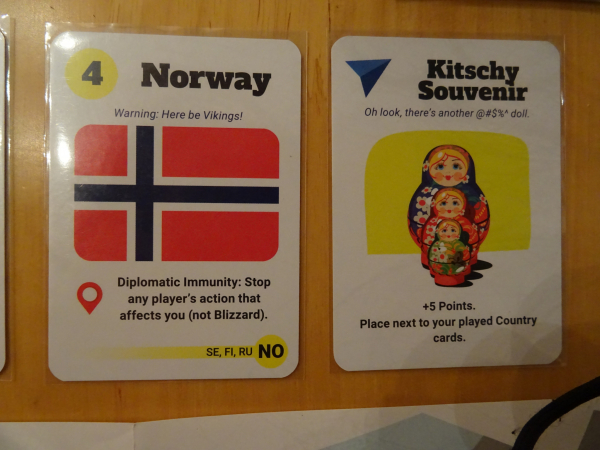 4
Norway
Warning: Here be Vikings!
Diplomatic Immunity: Stop
any player's action that
affects you (not Blizzard).
SE, FI, RU NO
Kitschy
Souvenir
Oh look, there's another @#$%^ doll.
+5 Points.
Place next to your played Country
cards.